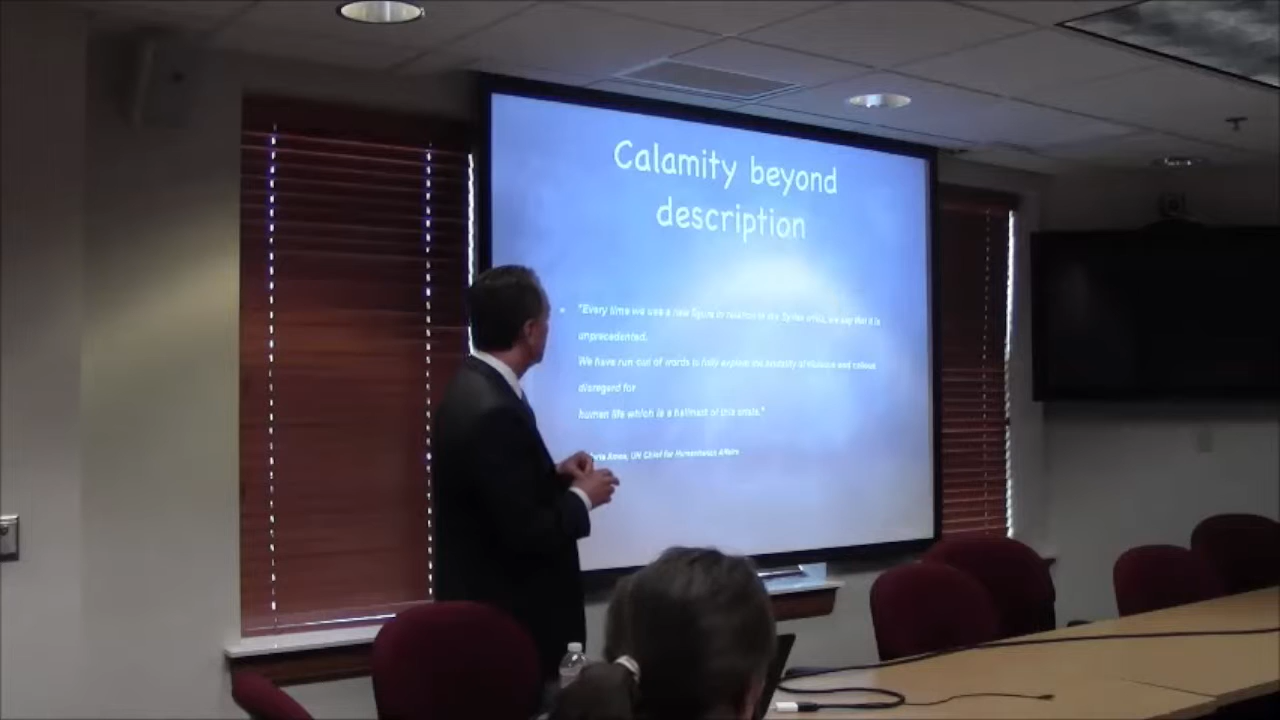 Calamity beyond
description
"Every time we use a new figure in relation to the Syrian crisis, we say that it is
unprecedented.
We have run out of words to fully explain the brutality of violence and callous
disregard for
human life which is a hallmark of this crisis."
Amos, UN Chief for Humanitarian Affairs